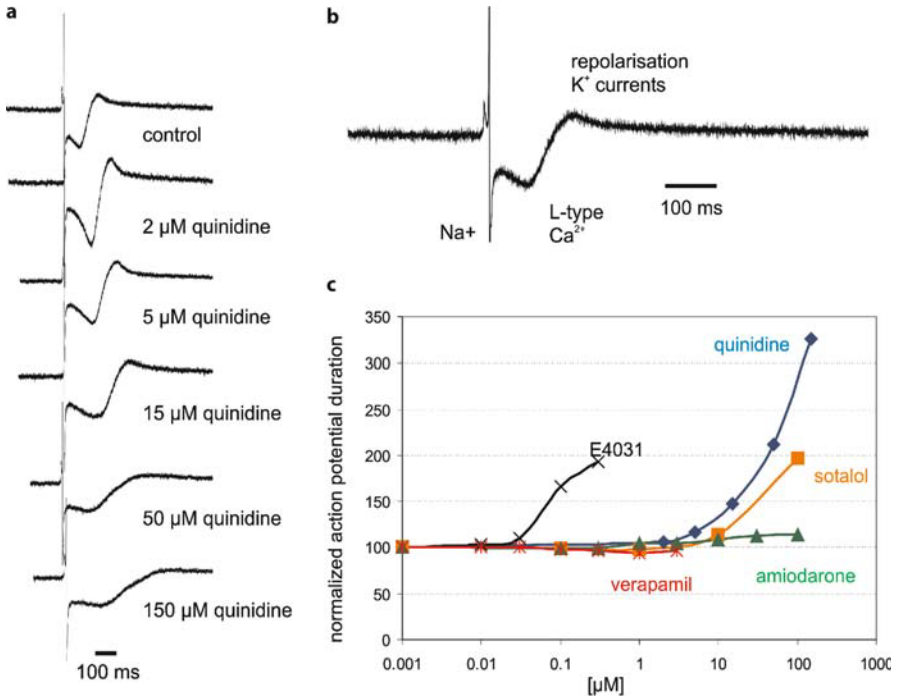 a
control
2 µM quinidine
5 µM quinidine
15 µM quinidine
50 µM quinidine
150 µM quinidine
100 ms
b
repolarisation
K⁺ currents
100 ms
Na+
L-type
Ca²⁺
c
normalized action potential duration
350
300
250
200
150
100
50
0
quinidine
E4031
sotalol
verapamil
amiodarone
0.001
0.01
0.1
1
10
100
1000
[µM]